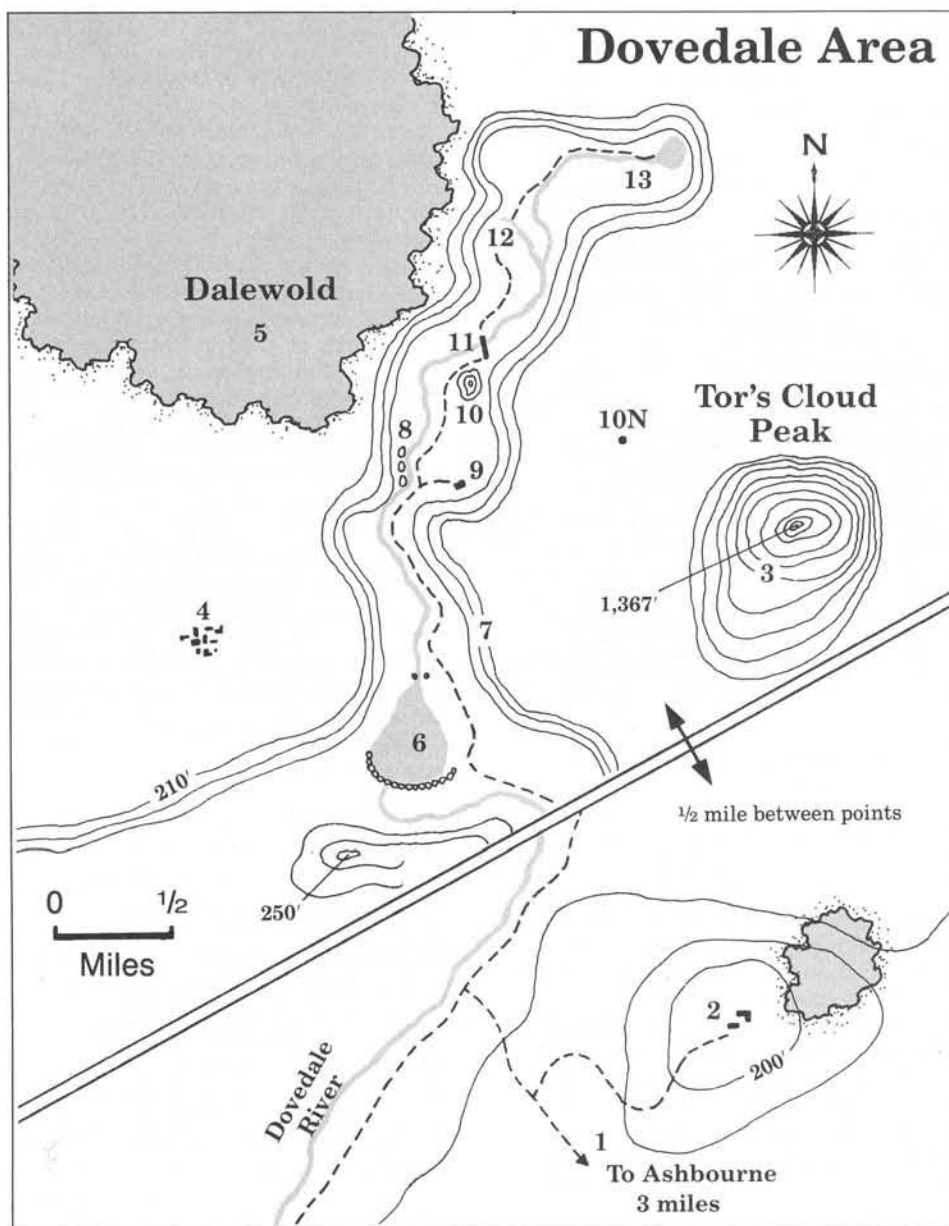 Dovedale Area
N
13
12
Dalewold
5
11
10
Tor's Cloud
Peak
10N
8
9
3
1,367'
4
7
6
210'
½ mile between points
0 ½
Miles
250'
2
200'
Dovedale
River
1
To Ashbourne
3 miles